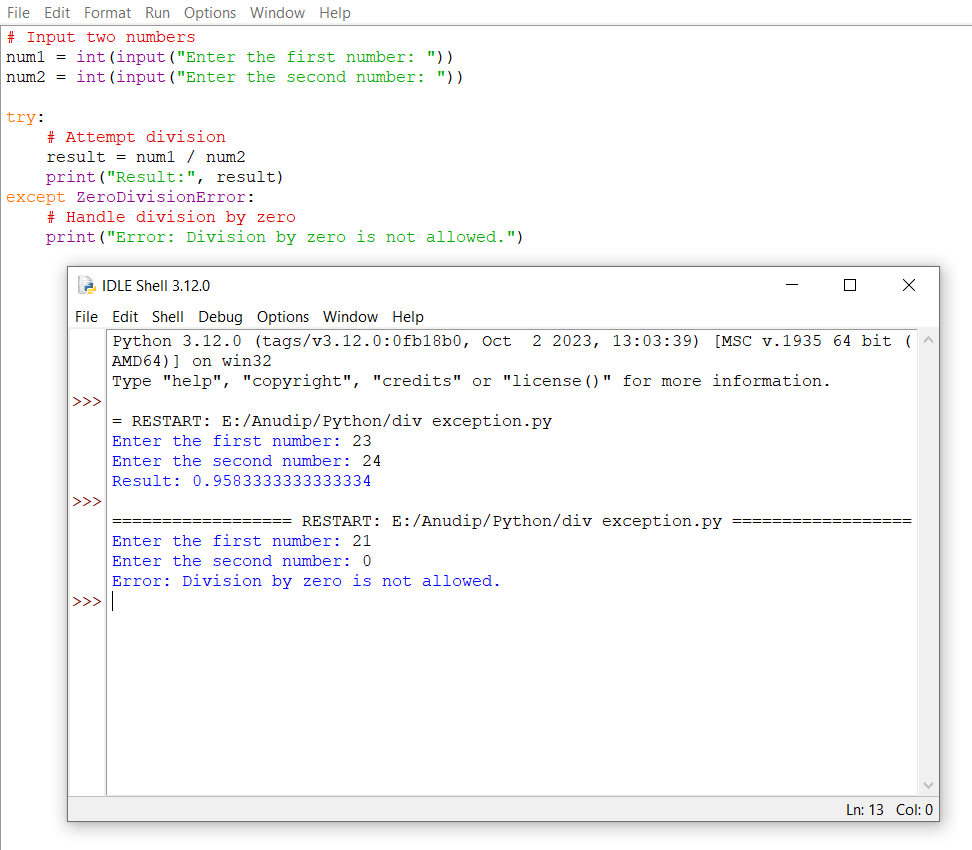 File Edit Format Run Options Window Help
# Input two numbers
num1 = int(input("Enter the first number: "))
num2 = int(input("Enter the second number: "))
try:
    # Attempt division
    result = num1 / num2
    print("Result:", result)
except ZeroDivisionError:
    # Handle division by zero
    print("Error: Division by zero is not allowed.")
IDLE Shell 3.12.0
File Edit Shell Debug Options Window Help
Python 3.12.0 (tags/v3.12.0:0fb18b0, Oct  2 2023, 13:03:39) [MSC v.1935 64 bit (
AMD64)] on win32
Type "help", "copyright", "credits" or "license()" for more information.
>>>
= RESTART: E:/Anudip/Python/div exception.py
Enter the first number: 23
Enter the second number: 24
Result: 0.9583333333333334
>>>
================== RESTART: E:/Anudip/Python/div exception.py ==================
Enter the first number: 21
Enter the second number: 0
Error: Division by zero is not allowed.
>>>
Ln: 13 Col: 0